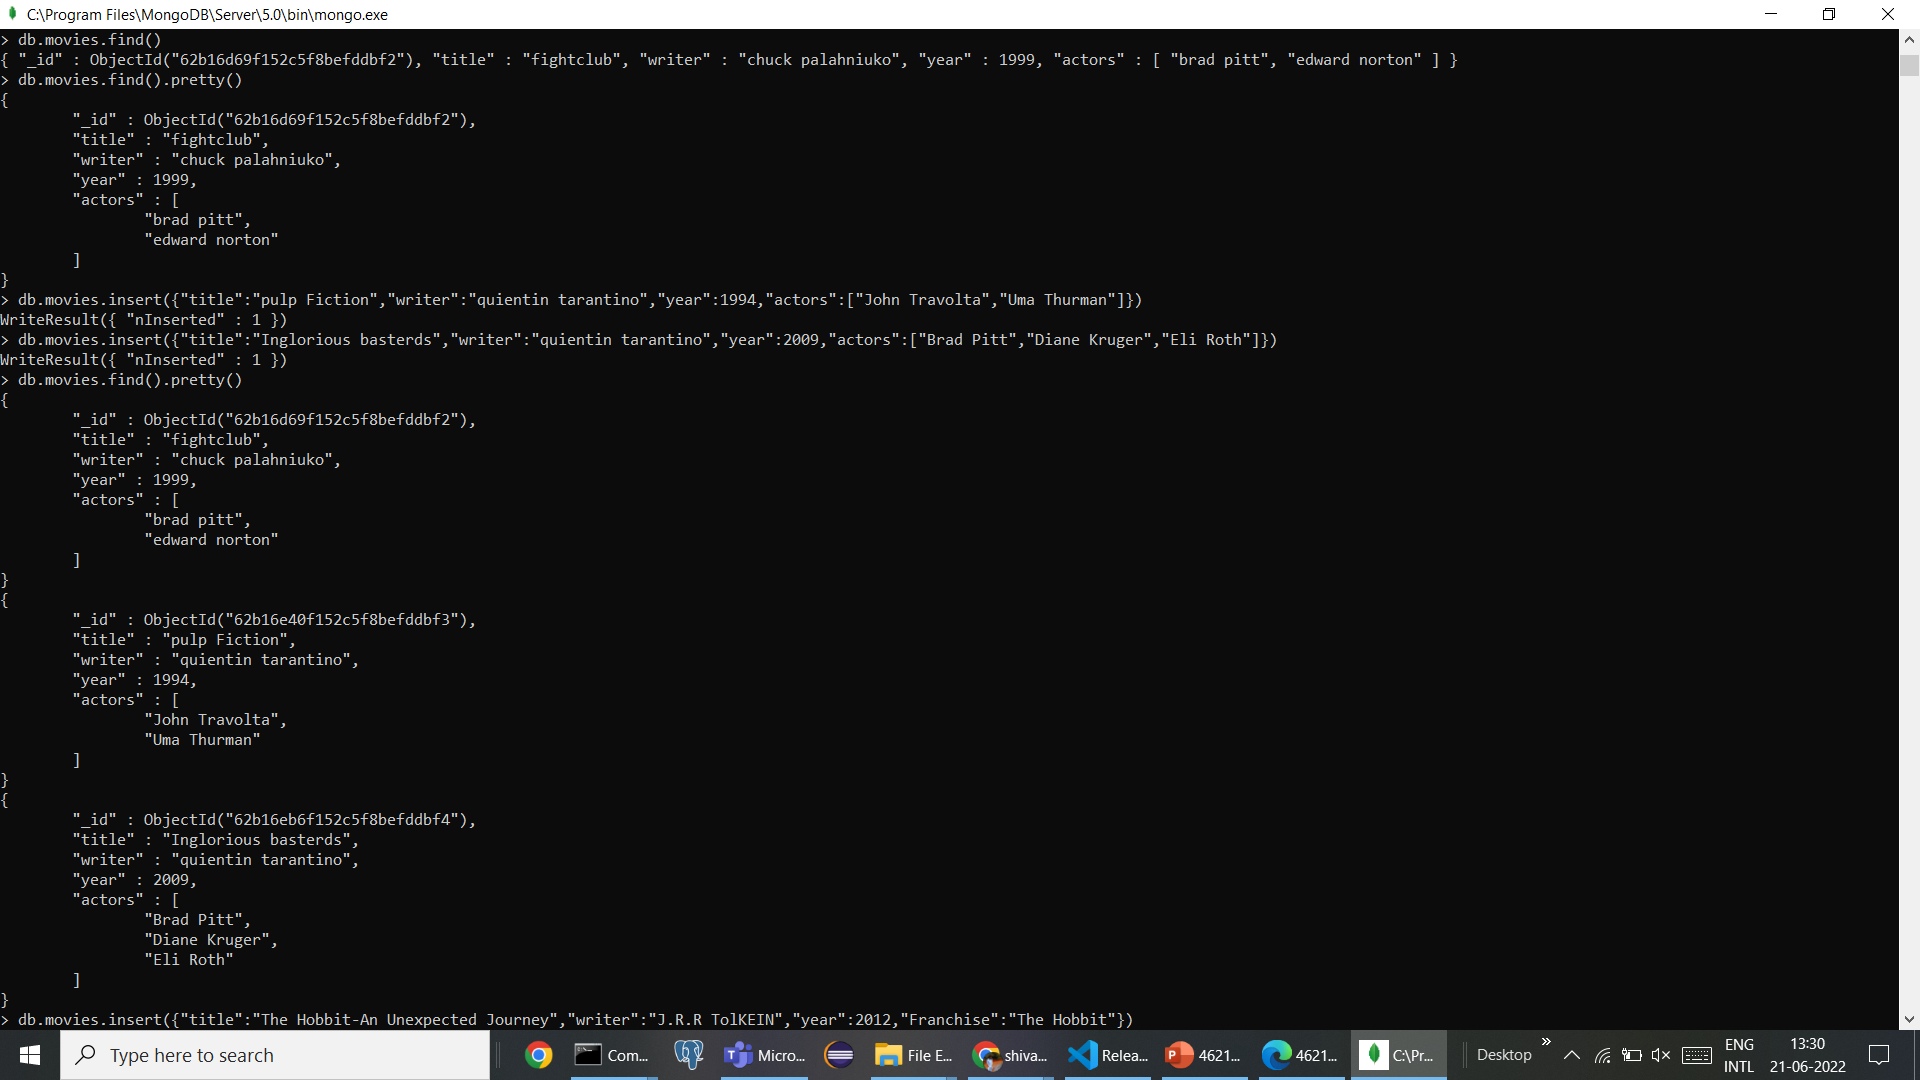 C:\Program Files\MongoDB\Server\5.0\bin\mongo.exe
> db.movies.find()
{ "_id" : ObjectId("62b16d69f152c5f8befddbf2"), "title" : "fightclub", "writer" : "chuck palahniuko", "year" : 1999, "actors" : [ "brad pitt", "edward norton" ] }
> db.movies.find().pretty()
{
        "_id" : ObjectId("62b16d69f152c5f8befddbf2"),
        "title" : "fightclub",
        "writer" : "chuck palahniuko",
        "year" : 1999,
        "actors" : [
                "brad pitt",
                "edward norton"
        ]
}
> db.movies.insert({"title":"pulp Fiction","writer":"quientin tarantino","year":1994,"actors":["John Travolta","Uma Thurman"]})
WriteResult({ "nInserted" : 1 })
> db.movies.insert({"title":"Inglorious basterds","writer":"quientin tarantino","year":2009,"actors":["Brad Pitt","Diane Kruger","Eli Roth"]})
WriteResult({ "nInserted" : 1 })
> db.movies.find().pretty()
{
        "_id" : ObjectId("62b16d69f152c5f8befddbf2"),
        "title" : "fightclub",
        "writer" : "chuck palahniuko",
        "year" : 1999,
        "actors" : [
                "brad pitt",
                "edward norton"
        ]
}
{
        "_id" : ObjectId("62b16e40f152c5f8befddbf3"),
        "title" : "pulp Fiction",
        "writer" : "quientin tarantino",
        "year" : 1994,
        "actors" : [
                "John Travolta",
                "Uma Thurman"
        ]
}
{
        "_id" : ObjectId("62b16eb6f152c5f8befddbf4"),
        "title" : "Inglorious basterds",
        "writer" : "quientin tarantino",
        "year" : 2009,
        "actors" : [
                "Brad Pitt",
                "Diane Kruger",
                "Eli Roth"
        ]
}
> db.movies.insert({"title":"The Hobbit-An Unexpected Journey","writer":"J.R.R TolKEIN","year":2012,"Franchise":"The Hobbit"})
Type here to search
Com...
Micro...
File E...
shiva...
Relea...
4621...
4621...
C:\Pr...
Desktop
ENG
INTL
13:30
21-06-2022